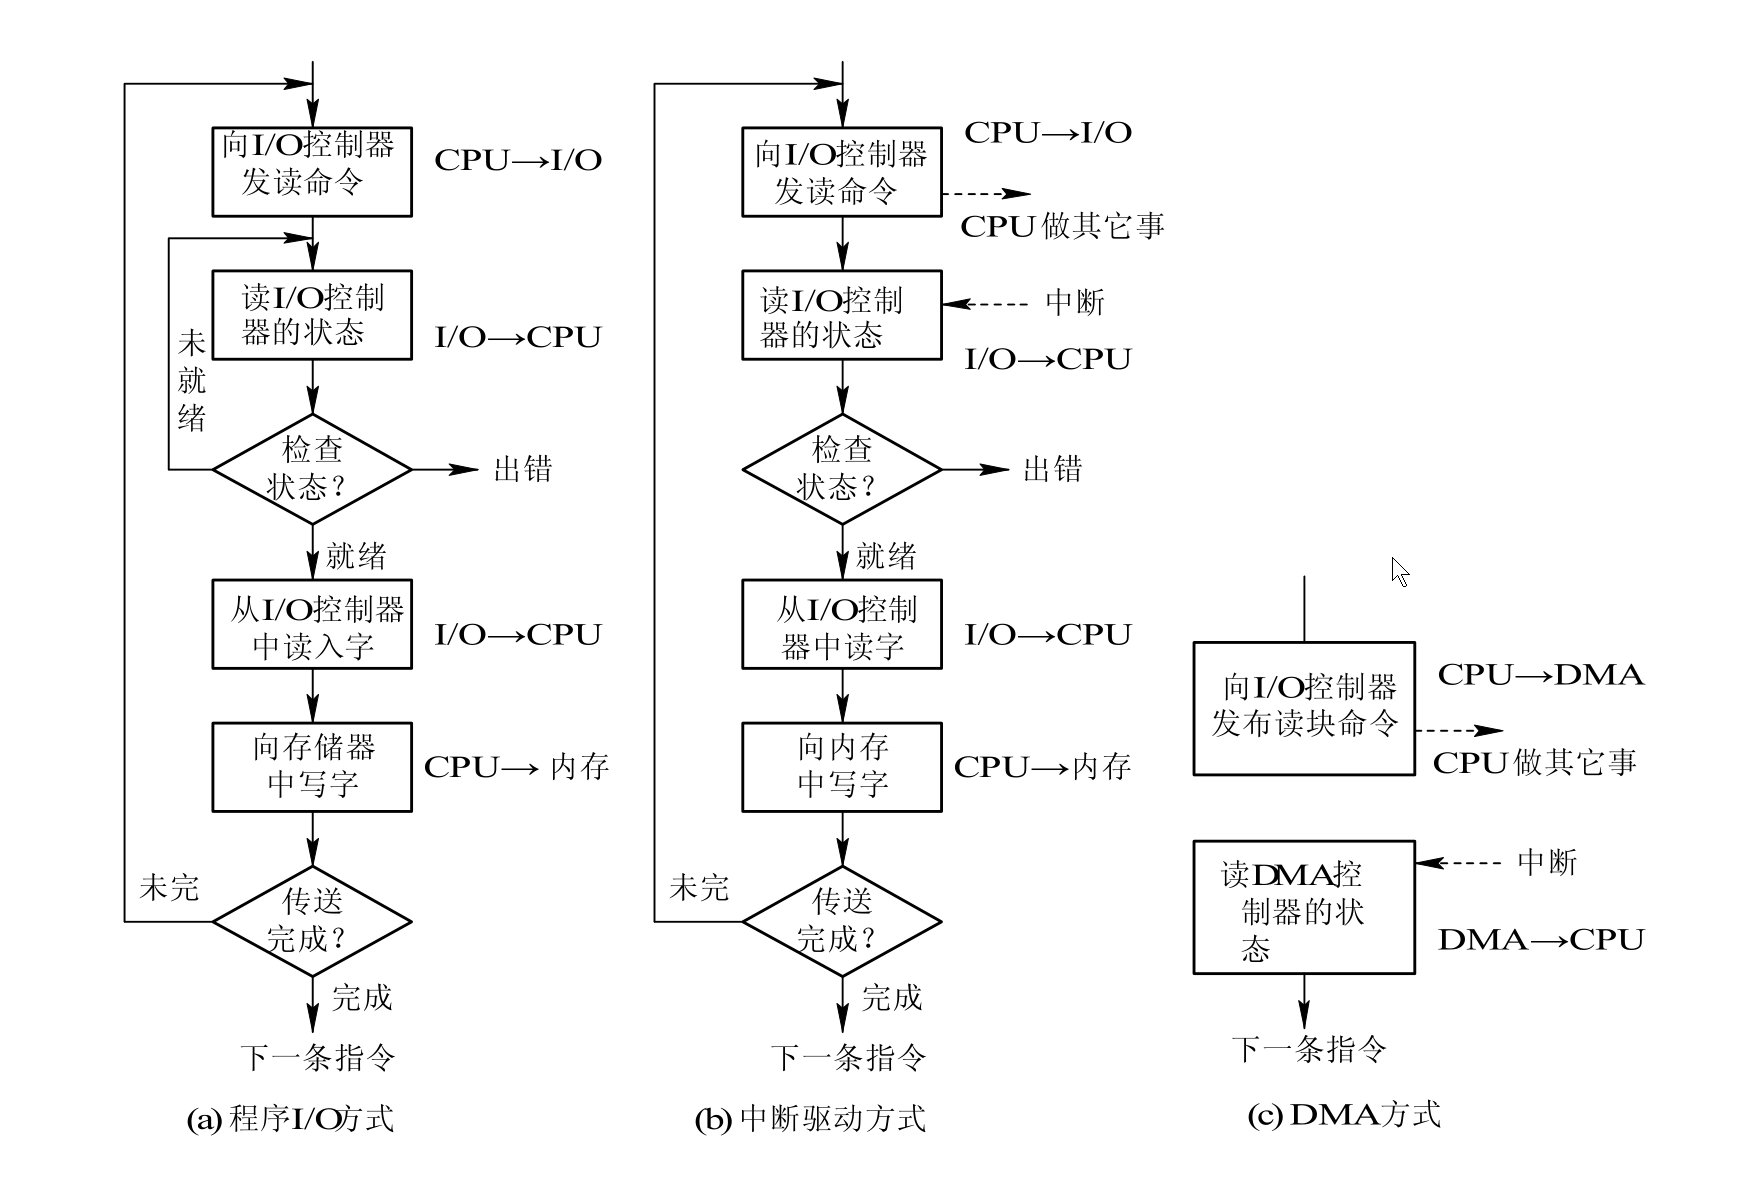 向I/O控制器
发读命令
CPU→I/O
读I/O控制
器的状态
I/O→CPU
未
就
绪
检查
状态？
出错
就绪
从I/O控制器
中读入字
I/O→CPU
向存储器
中写字
CPU→ 内存
未完
传送
完成？
完成
下一条指令
(a) 程序I/O方式
向I/O控制器
发读命令
CPU→I/O
CPU 做其它事
读I/O控制
器的状态
中断
I/O→CPU
检查
状态？
出错
就绪
从I/O控制
器中读字
I/O→CPU
向内存
中写字
CPU→内存
未完
传送
完成？
完成
下一条指令
(b) 中断驱动方式
向I/O控制器
发布读块命令
CPU→DMA
CPU 做其它事
读DMA控
制器的状
态
中断
DMA→CPU
下一条指令
(c) DMA方式